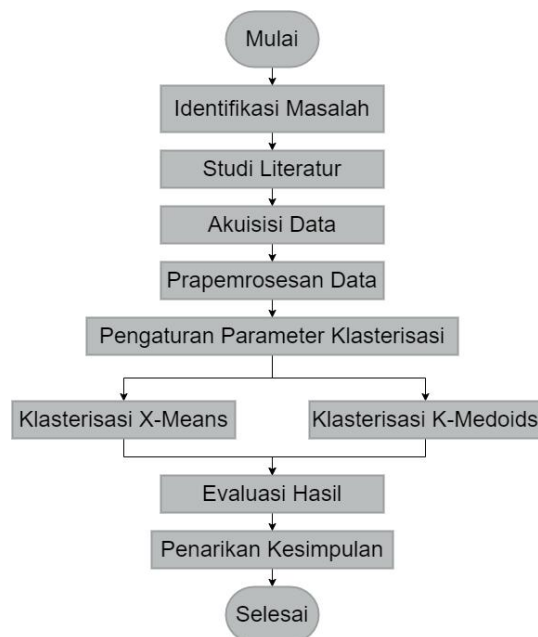 Mulai
Identifikasi Masalah
Studi Literatur
Akuisisi Data
Prapemrosesan Data
Pengaturan Parameter Klasterisasi
Klasterisasi X-Means
Klasterisasi K-Medoids
Evaluasi Hasil
Penarikan Kesimpulan
Selesai